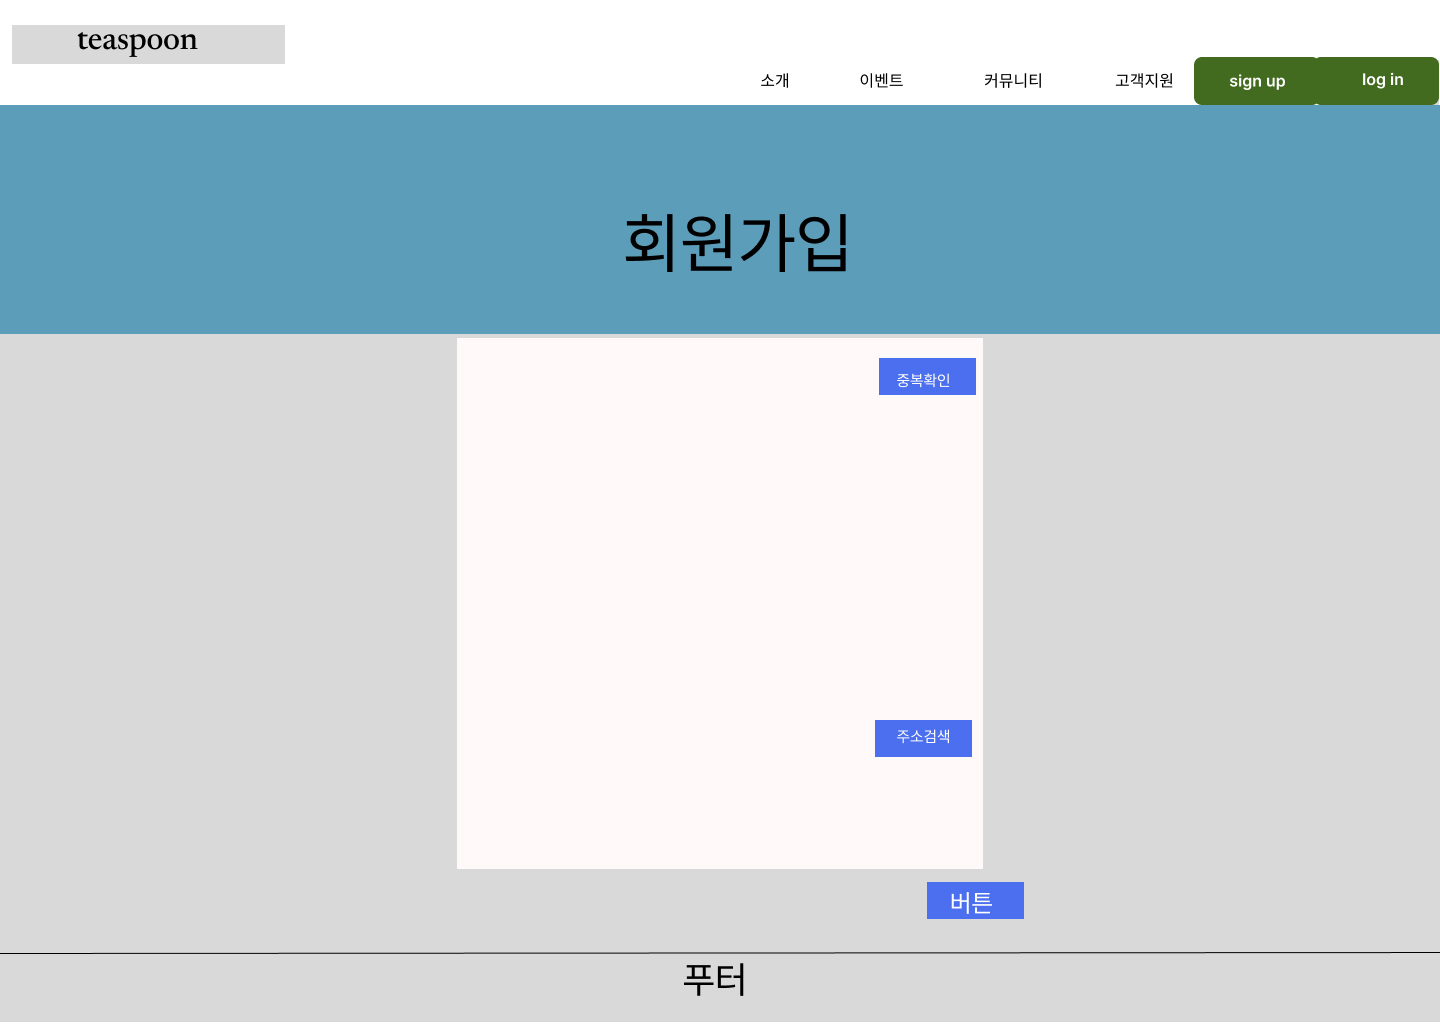 teaspoon
소개 이벤트 커뮤니티 고객지원 sign up log in
회원가입
중복확인
주소검색
버튼
푸터